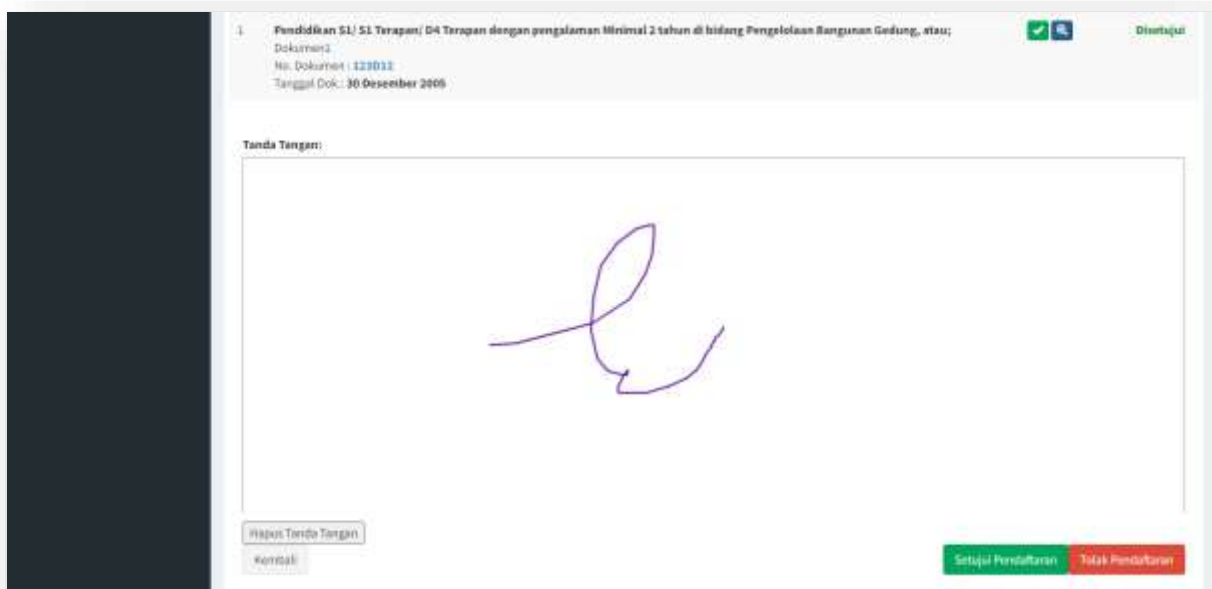 1 Pendidikan S1/ S1 Terapan/ D4 Terapan dengan pengalaman Minimal 2 tahun di bidang Pengelolaan Bangunan Gedung, atau; Disetujui
Dokumen1
No. Dokumen : 123D12
Tanggal Dok.: 30 Desember 2005
Tanda Tangan:
Hapus Tanda Tangan
Kembali
Setujui Pendaftaran Tolak Pendaftaran